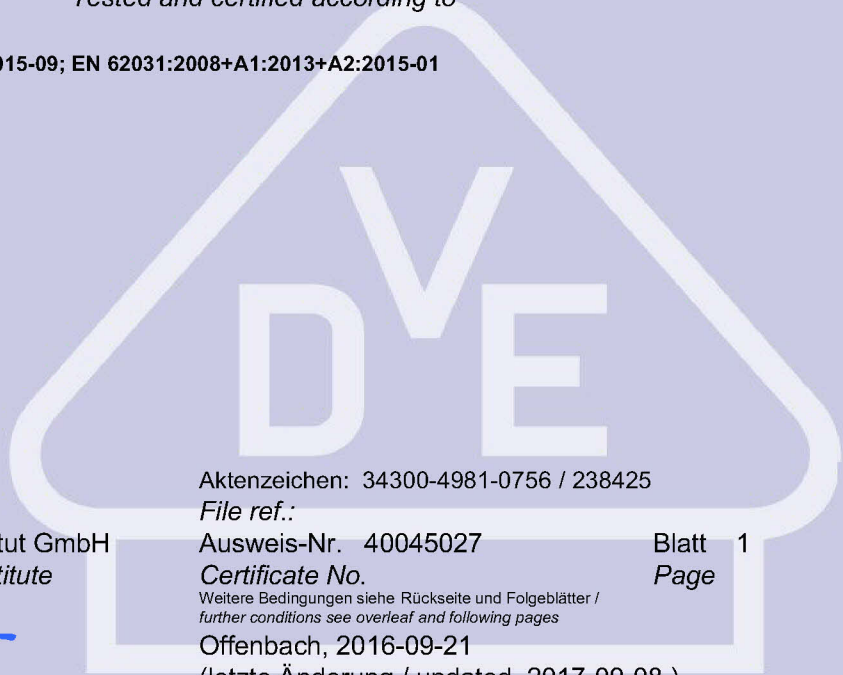 Tested and certified according to
015-09; EN 62031:2008+A1:2013+A2:2015-01
VDE
Aktenzeichen: 34300-4981-0756 / 238425
File ref.:
tut GmbH Ausweis-Nr. 40045027 Blatt 1
titute Certificate No. Page
Weitere Bedingungen siehe Rückseite und Folgeblätter /
further conditions see overleaf and following pages
Offenbach, 2016-09-21
(letzte Änderung / updated 2017-09-08 )